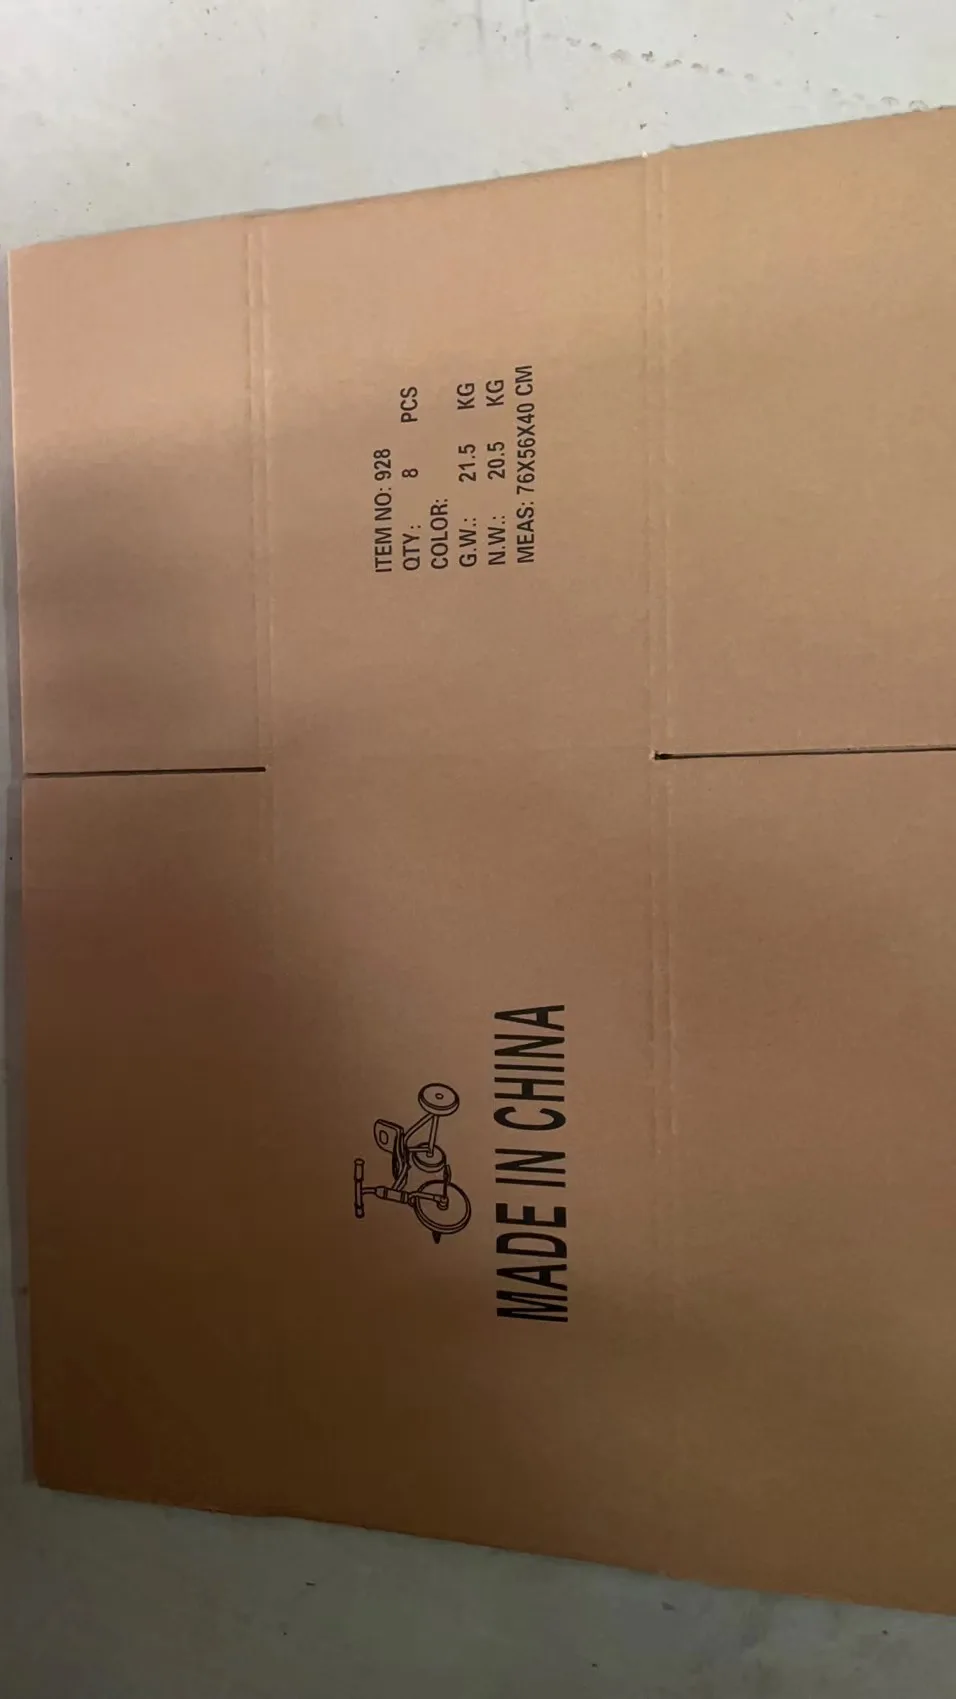 ITEM NO: 928
QTY: 8 PCS
COLOR:
G.W.: 21.5 KG
N.W.: 20.5 KG
MEAS: 76X56X40 CM
MADE IN CHINA